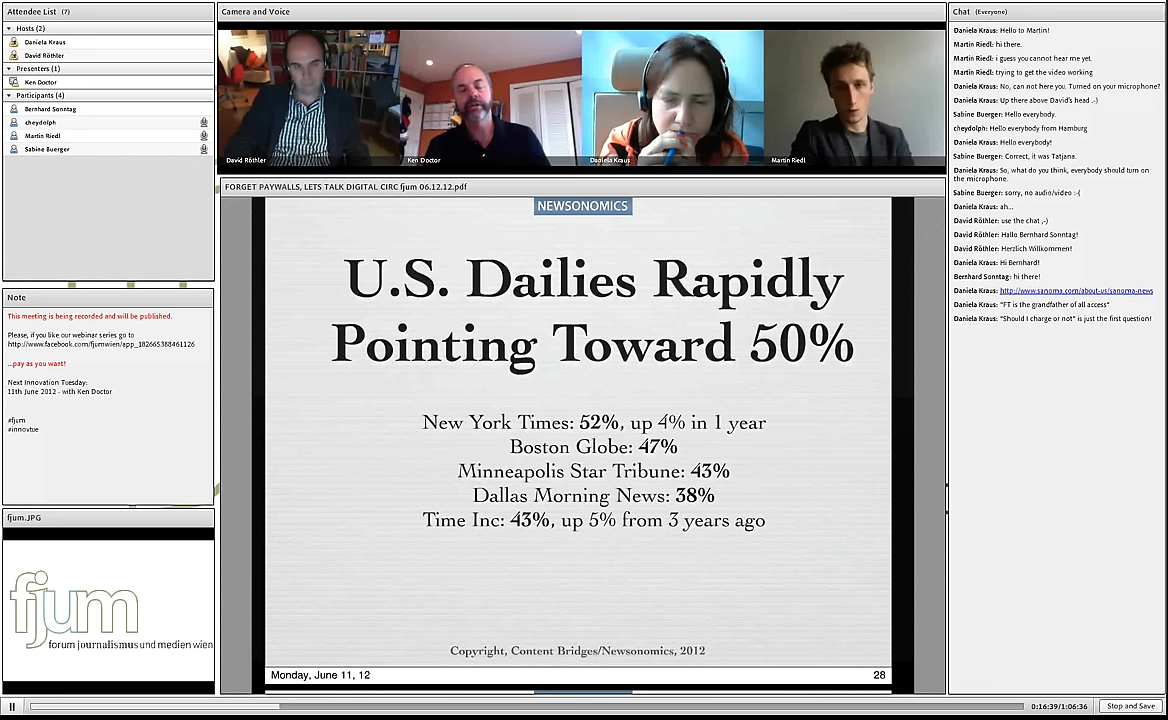 Attendee List (7)
Hosts (2)
Daniela Kraus
David Röthler
Presenters (1)
Ken Doctor
Participants (4)
Bernhard Sonntag
cheydolph
Martin Riedl
Sabine Buerger
Note
This meeting is being recorded and will be published.
Please, if you like our webinar series go to
http://www.facebook.com/fjumwien/app_182665388461126
...pay as you want!
Next Innovation Tuesday:
11th June 2012 - with Ken Doctor
#fjum
#innovtue
fjum.JPG
fjum
forum journalismus und medien wien
Camera and Voice
David Röthler
Ken Doctor
Daniela Kraus
Martin Riedl
FORGET PAYWALLS, LETS TALK DIGITAL CIRC fjum 06.12.12.pdf
NEWSONOMICS
U.S. Dailies Rapidly
Pointing Toward 50%
New York Times: 52%, up 4% in 1 year
Boston Globe: 47%
Minneapolis Star Tribune: 43%
Dallas Morning News: 38%
Time Inc: 43%, up 5% from 3 years ago
Copyright, Content Bridges/Newsonomics, 2012
Monday, June 11, 12 28
Chat (Everyone)
Daniela Kraus: Hello to Martin!
Martin Riedl: hi there.
Martin Riedl: i guess you cannot hear me yet.
Martin Riedl: trying to get the video working
Daniela Kraus: No, can not here you. Turned on your microphone?
Daniela Kraus: Up there above David's head :-)
Sabine Buerger: Hello everybody.
cheydolph: Hello everybody from Hamburg
Daniela Kraus: Hello everybody!
Sabine Buerger: Correct, it was Tatjana.
Daniela Kraus: So, what do you think, everybody should turn on
the microphone.
Sabine Buerger: sorry, no audio/video :-(
Daniela Kraus: ah...
David Röthler: use the chat ,-)
David Röthler: Hallo Bernhard Sonntag!
David Röthler: Herzlich Willkommen!
Daniela Kraus: Hi Bernhard!
Bernhard Sonntag: hi there!
Daniela Kraus: http://www.sanoma.com/about-us/sanoma-news
Daniela Kraus: "FT is the grandfather of all access"
Daniela Kraus: "Should I charge or not" is just the first question!
0:16:39/1:06:36
Stop and Save